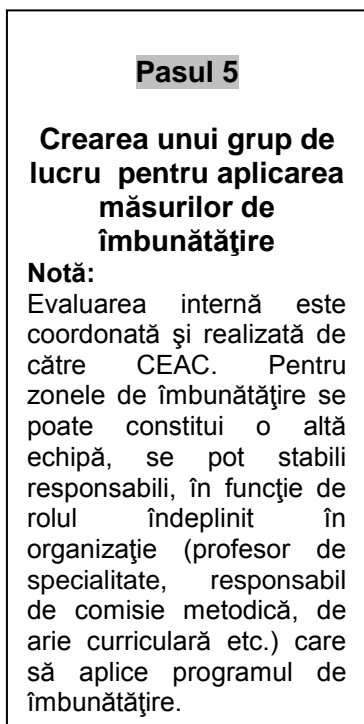 Pasul 5
Crearea unui grup de
lucru pentru aplicarea
măsurilor de
îmbunătăţire
Notă:
Evaluarea internă este
coordonată şi realizată de
către CEAC. Pentru
zonele de îmbunătăţire se
poate constitui o altă
echipă, se pot stabili
responsabili, în funcţie de
rolul îndeplinit în
organizaţie (profesor de
specialitate, responsabil
de comisie metodică, de
arie curriculară etc.) care
să aplice programul de
îmbunătăţire.